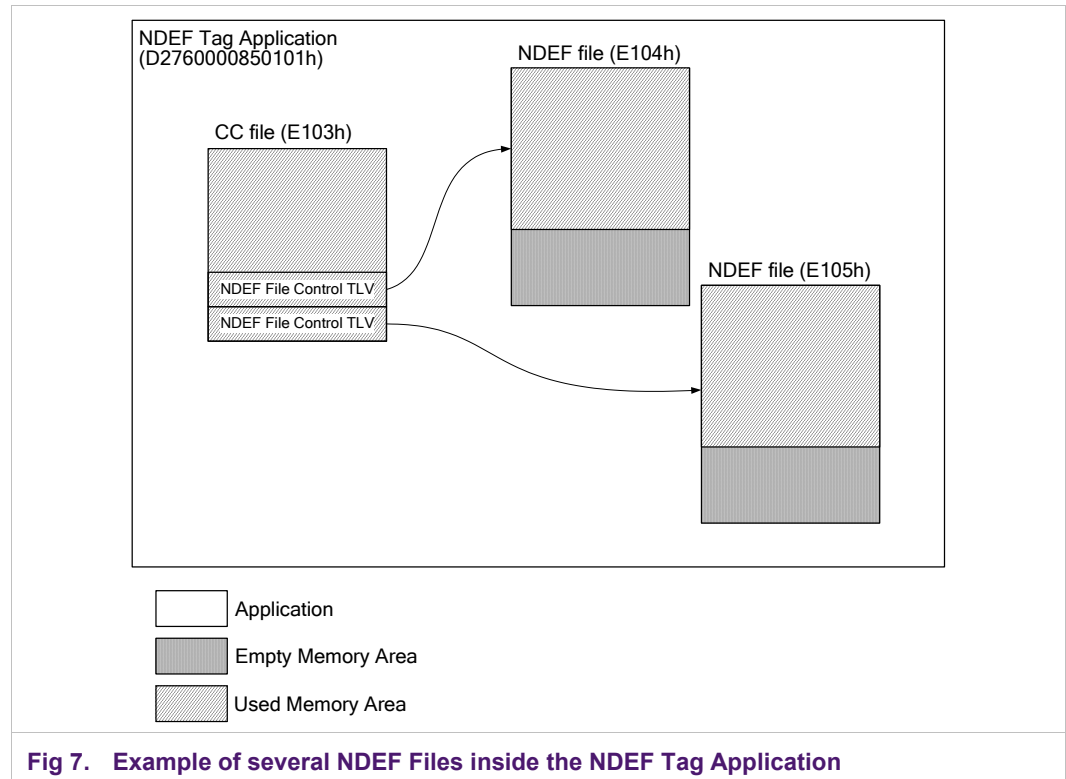 NDEF Tag Application
(D2760000850101h)
NDEF file (E104h)
CC file (E103h)
NDEF File Control TLV
NDEF File Control TLV
NDEF file (E105h)
Application
Empty Memory Area
Used Memory Area
Fig 7. Example of several NDEF Files inside the NDEF Tag Application